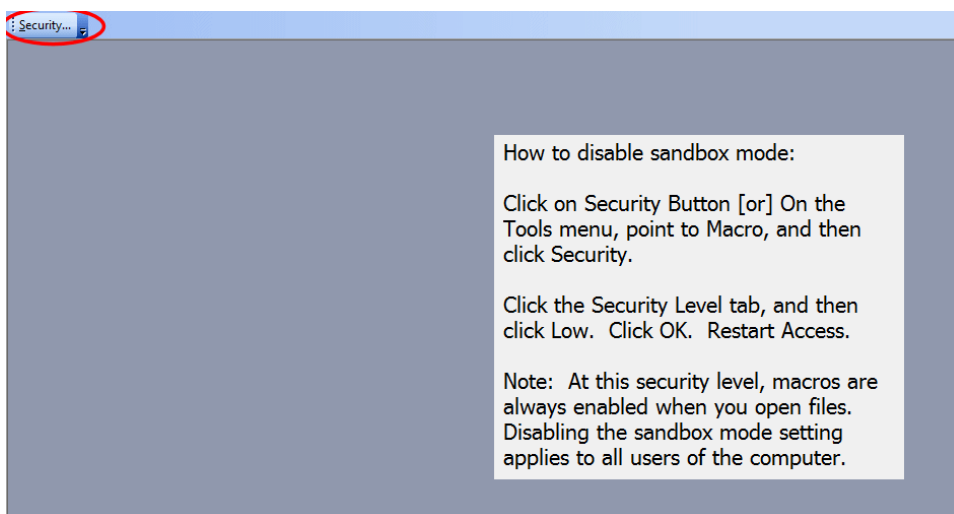 Security...
How to disable sandbox mode:
Click on Security Button [or] On the
Tools menu, point to Macro, and then
click Security.
Click the Security Level tab, and then
click Low.  Click OK.  Restart Access.
Note:  At this security level, macros are
always enabled when you open files.
Disabling the sandbox mode setting
applies to all users of the computer.